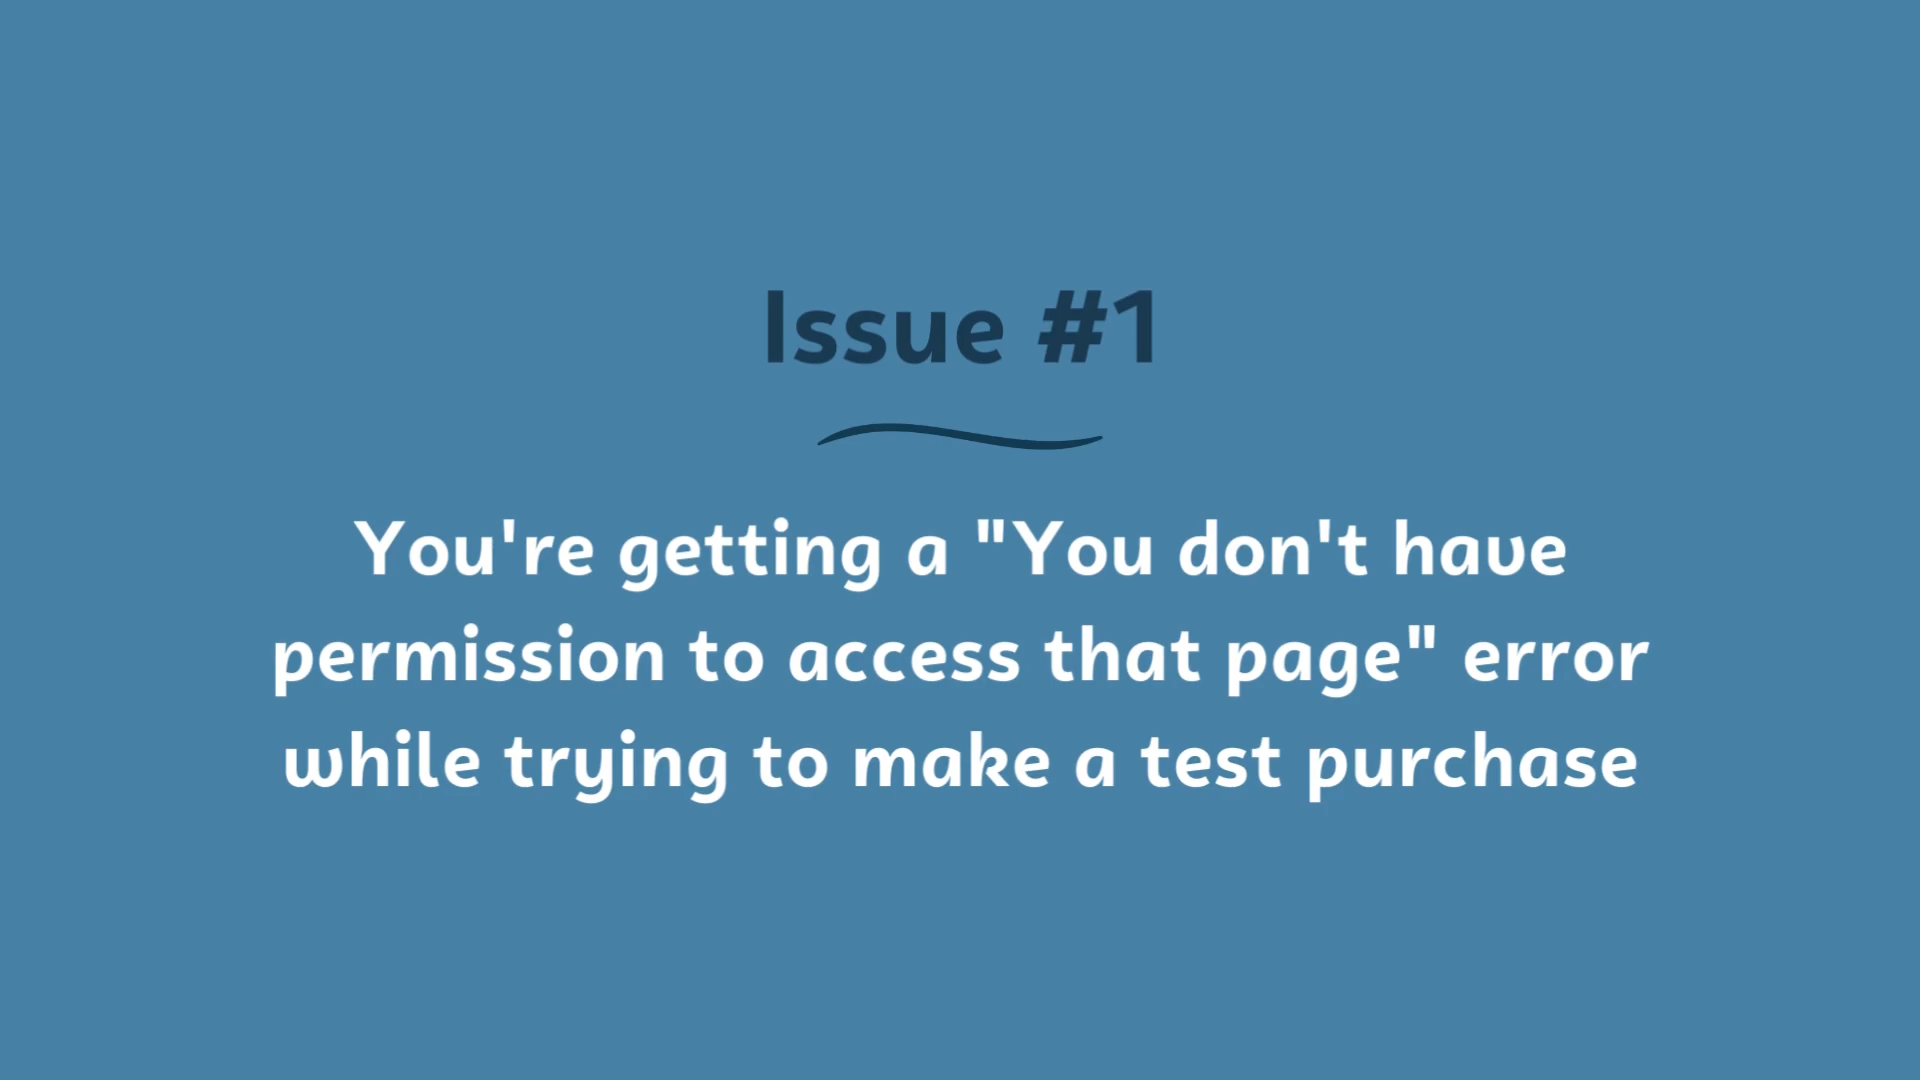 Issue #1
You're getting a "You don't have
permission to access that page" error
while trying to make a test purchase